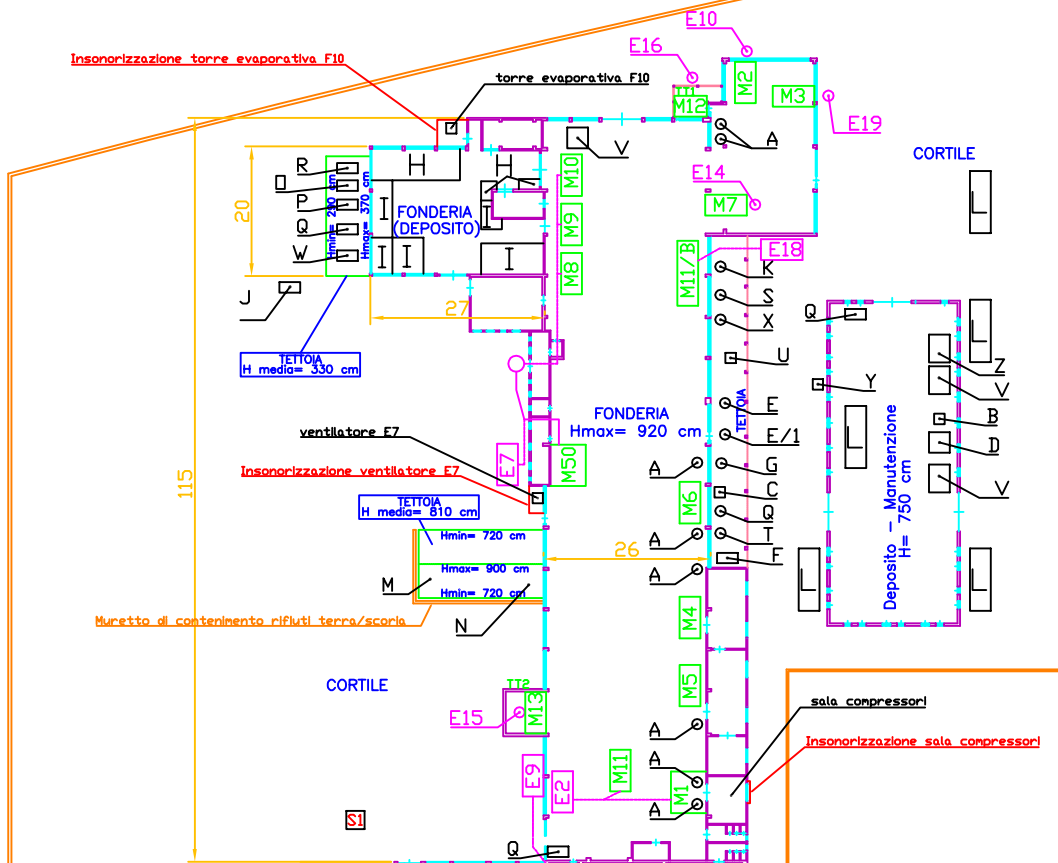 E10
E16
Insonorizzazione torre evaporativa F10
torre evaporativa F10
M2
M3
TT1
M12
E19
A
V
CORTILE
H
H
R
O
P
Q
W
Hmin= 290 cm
Hmax= 370 cm
20
FONDERIA
(DEPOSITO)
I
I
I
I
I
M10
M9
M8
E14
M7
L
E18
M11/B
K
S
X
J
27
Q
L
TETTOIA
H media= 330 cm
U
Z
Y
V
FONDERIA
Hmax= 920 cm
TETTOIA
E
B
ventilatore E7
E/1
L
D
E7
M50
Insonorizzazione ventilatore E7
A
G
115
C
V
TETTOIA
H media= 810 cm
M6
Q
Deposito - Manutenzione
H= 750 cm
Hmin= 720 cm
A
T
26
F
Hmax= 900 cm
A
M
L
L
Hmin= 720 cm
Muretto di contenimento rifiuti terra/scoria
N
M4
CORTILE
TT2
M5
E15
M13
sala compressori
A
Insonorizzazione sala compressori
A
E9
E2
M11
M1
A
S1
Q